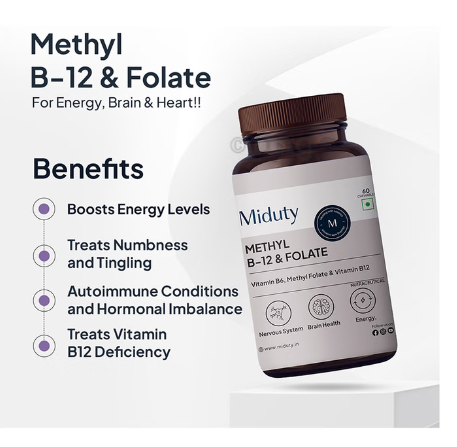 Methyl
B-12 & Folate
For Energy, Brain & Heart!!
Benefits
Boosts Energy Levels
Treats Numbness
and Tingling
Autoimmune Conditions
and Hormonal Imbalance
Treats Vitamin
B12 Deficiency
60
Miduty
M
METHYL
B-12 & FOLATE
Vitamin B6, Methyl Folate & Vitamin B12
NUTRACEUTICAL
Nervous System Brain Health Energy
www.miduty.in